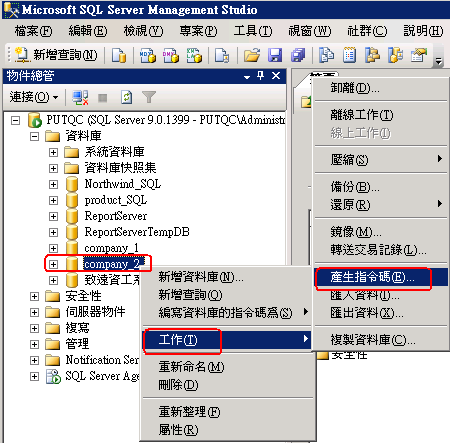 Microsoft SQL Server Management Studio
檔案(F) 編輯(E) 檢視(V) 專案(P) 工具(T) 視窗(W) 社群(C) 說明(H)
新增查詢(N)
物件總管
連接(O)
PUTQC (SQL Server 9.0.1399 - PUTQC\Administr
資料庫
系統資料庫
資料庫快照集
Northwind_SQL
product_SQL
ReportServer
ReportServerTempDB
company_1
company_2
致遠資工系
安全性
伺服器物件
複寫
管理
Notification Ser
SQL Server Age
新增資料庫(N)...
新增查詢(Q)
編寫資料庫的指令碼為(S)
工作(T)
重新命名(M)
刪除(D)
重新整理(F)
屬性(R)
卸離(D)...
離線工作(T)
線上工作(I)
壓縮(S)
備份(B)...
還原(R)
鏡像(M)...
轉送交易記錄(L)...
產生指令碼(E)...
匯入資料(I)...
匯出資料(X)...
複製資料庫(C)...
安全性